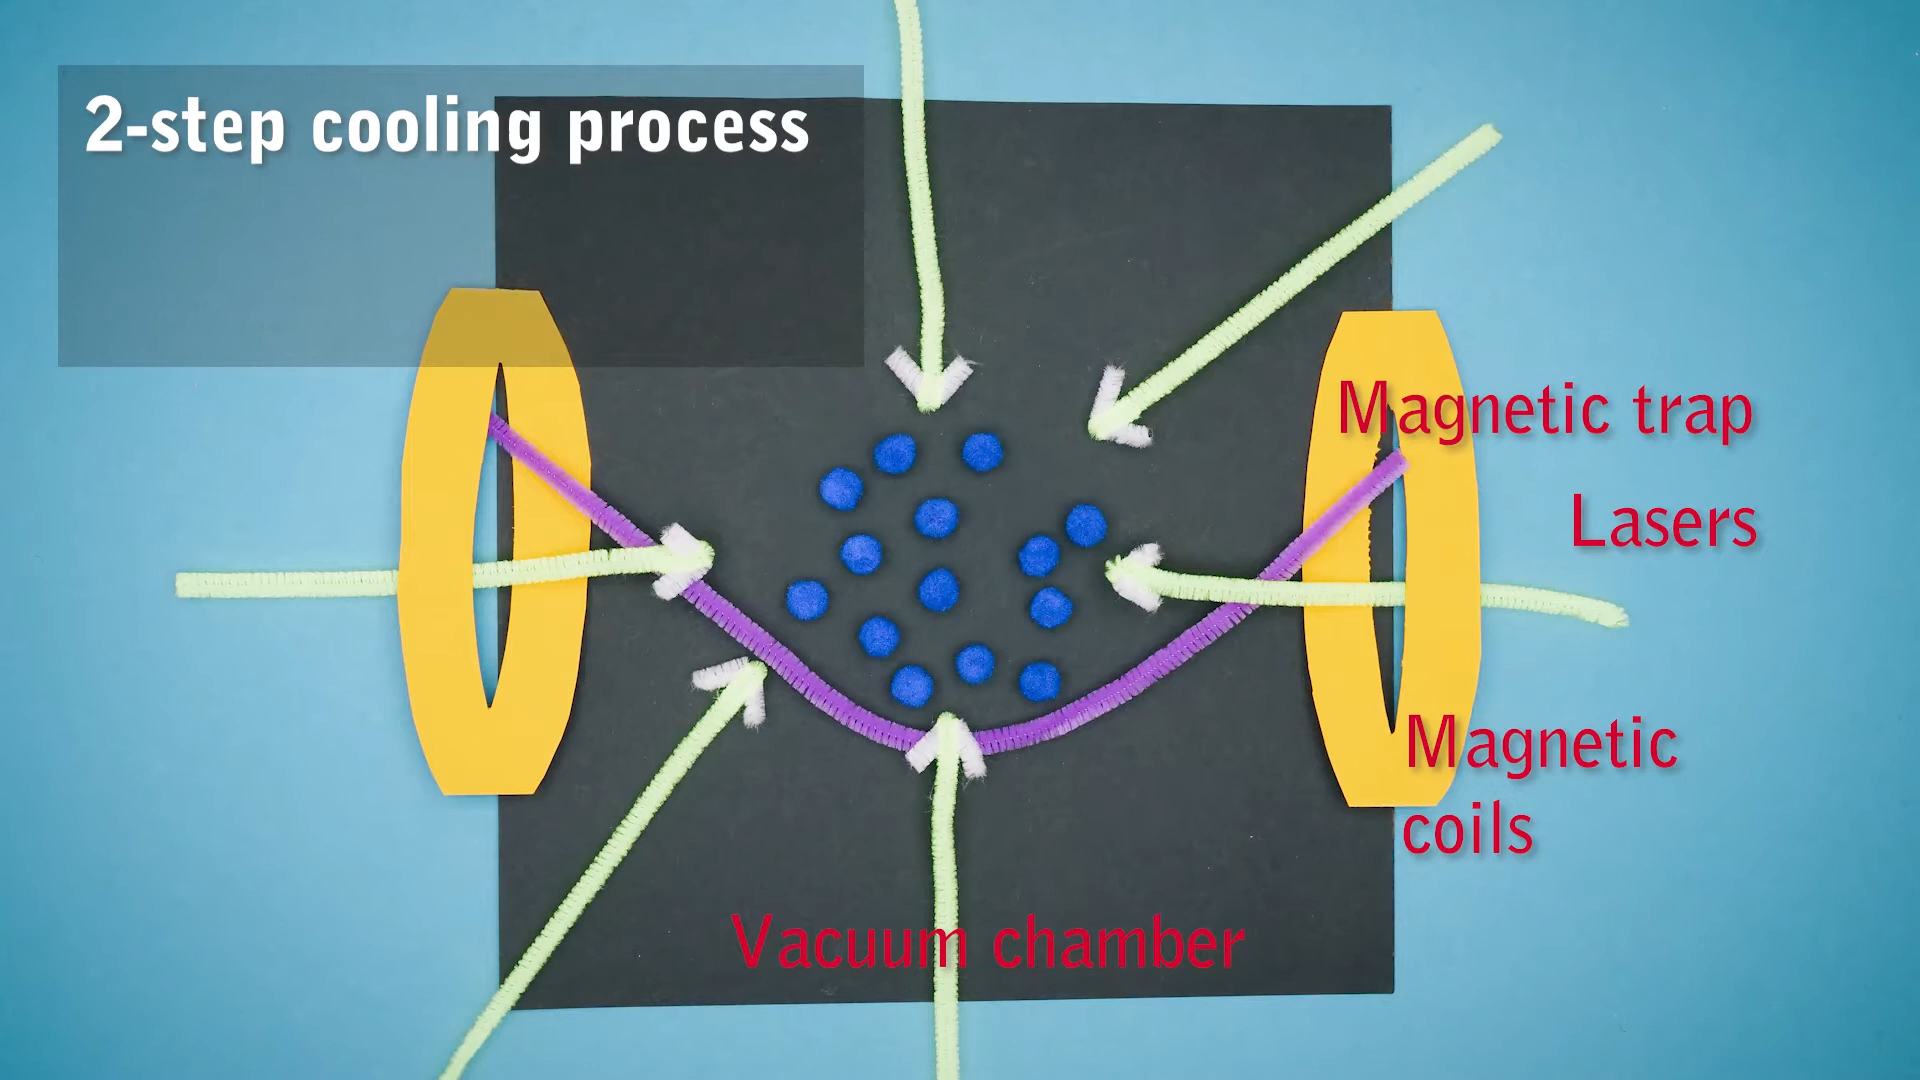 2-step cooling process
Magnetic trap
Lasers
Magnetic
coils
Vacuum chamber